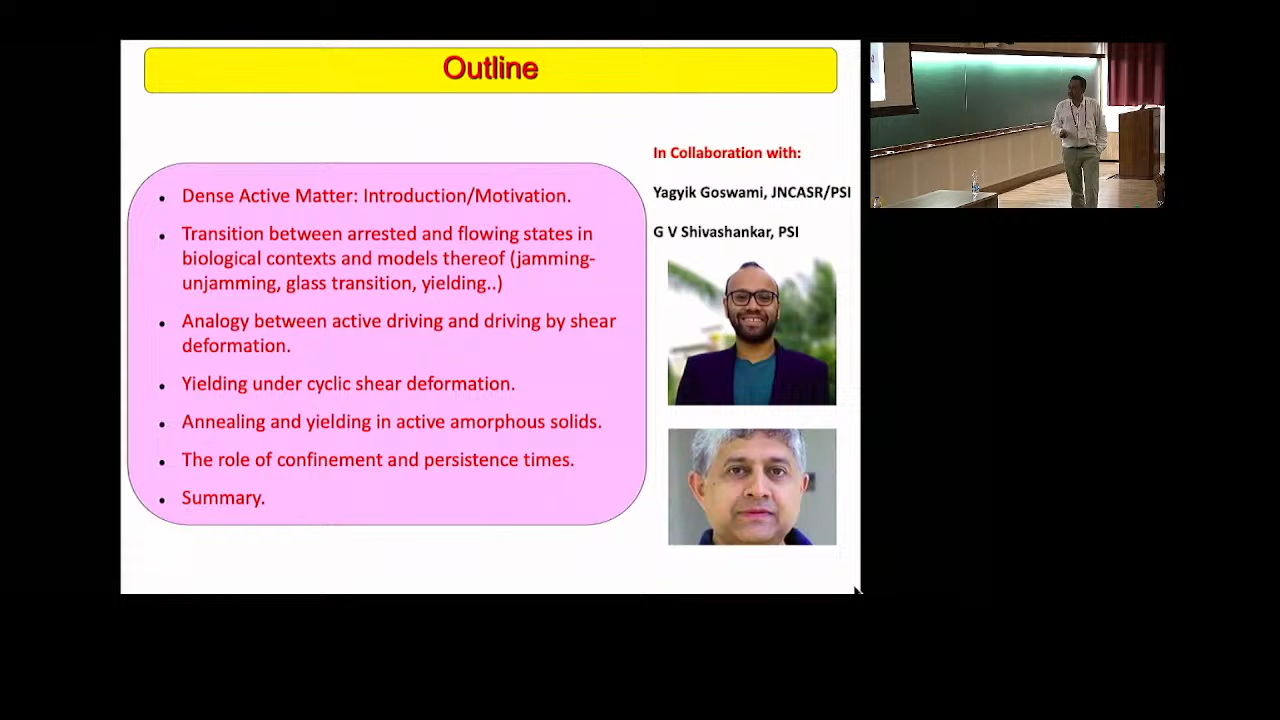 Outline
• Dense Active Matter: Introduction/Motivation.
• Transition between arrested and flowing states in
biological contexts and models thereof (jamming-
unjamming, glass transition, yielding..)
• Analogy between active driving and driving by shear
deformation.
• Yielding under cyclic shear deformation.
• Annealing and yielding in active amorphous solids.
• The role of confinement and persistence times.
• Summary.
In Collaboration with:
Yagyik Goswami, JNCASR/PSI
G V Shivashankar, PSI